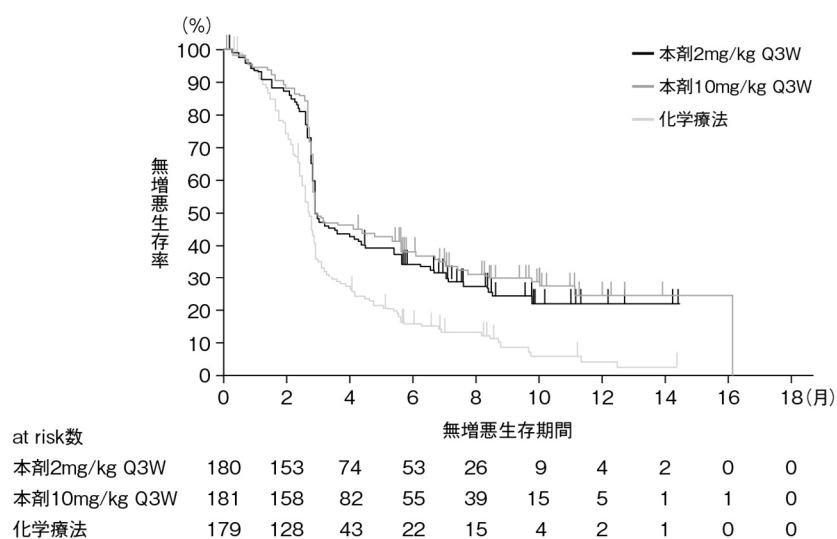 (%)
100
90
80
70
60
50
40
30
20
10
0
無増悪生存率
本剤2mg/kg Q3W
本剤10mg/kg Q3W
化学療法
0 2 4 6 8 10 12 14 16 18(月)
無増悪生存期間
at risk数
本剤2mg/kg Q3W 180 153 74 53 26 9 4 2 0 0
本剤10mg/kg Q3W 181 158 82 55 39 15 5 1 1 0
化学療法 179 128 43 22 15 4 2 1 0 0